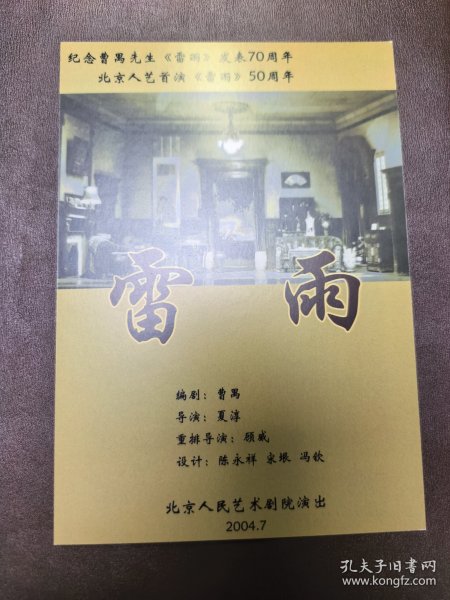 纪念曹禺先生《雷雨》发表70周年
北京人艺首演《雷雨》50周年
雷雨
编剧：曹禺
导演：夏淳
重排导演：顾威
设计：陈永祥 宋垠 冯钦
北京人民艺术剧院演出
2004.7
孔夫子旧书网
www.kongfz.com